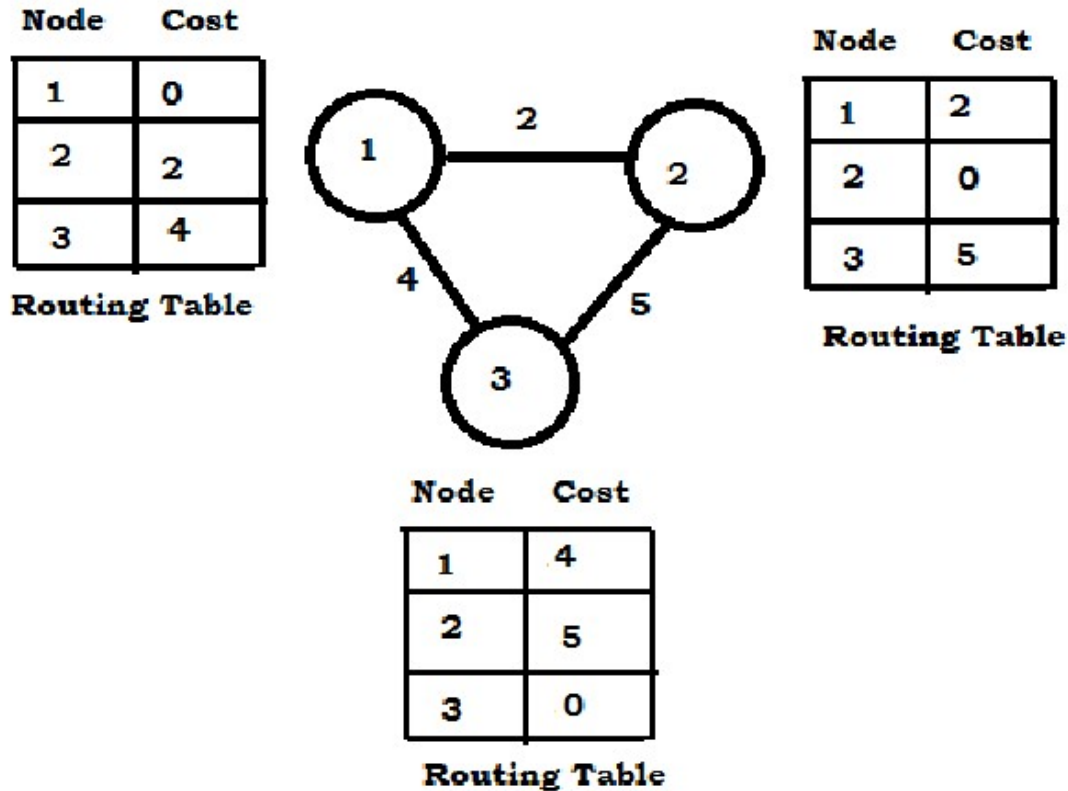 Node Cost
1 0
2 2
3 4
Routing Table
Node Cost
1 2
2 0
3 5
Routing Table
1
2
2
4
5
3
Node Cost
1 4
2 5
3 0
Routing Table